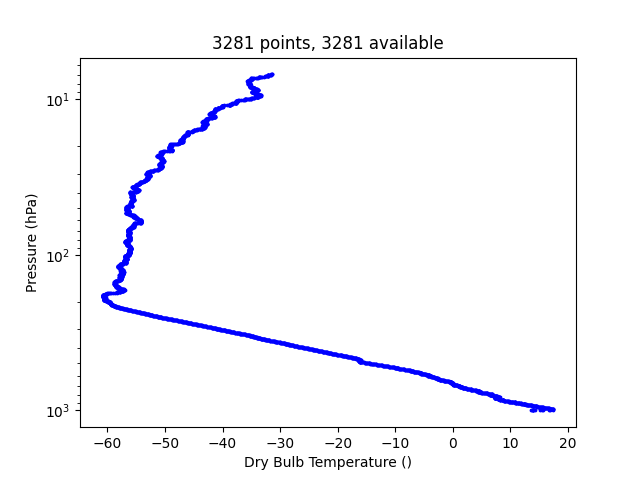 3281 points, 3281 available
10¹
10²
10³
Pressure (hPa)
−60 −50 −40 −30 −20 −10 0 10 20
Dry Bulb Temperature ()